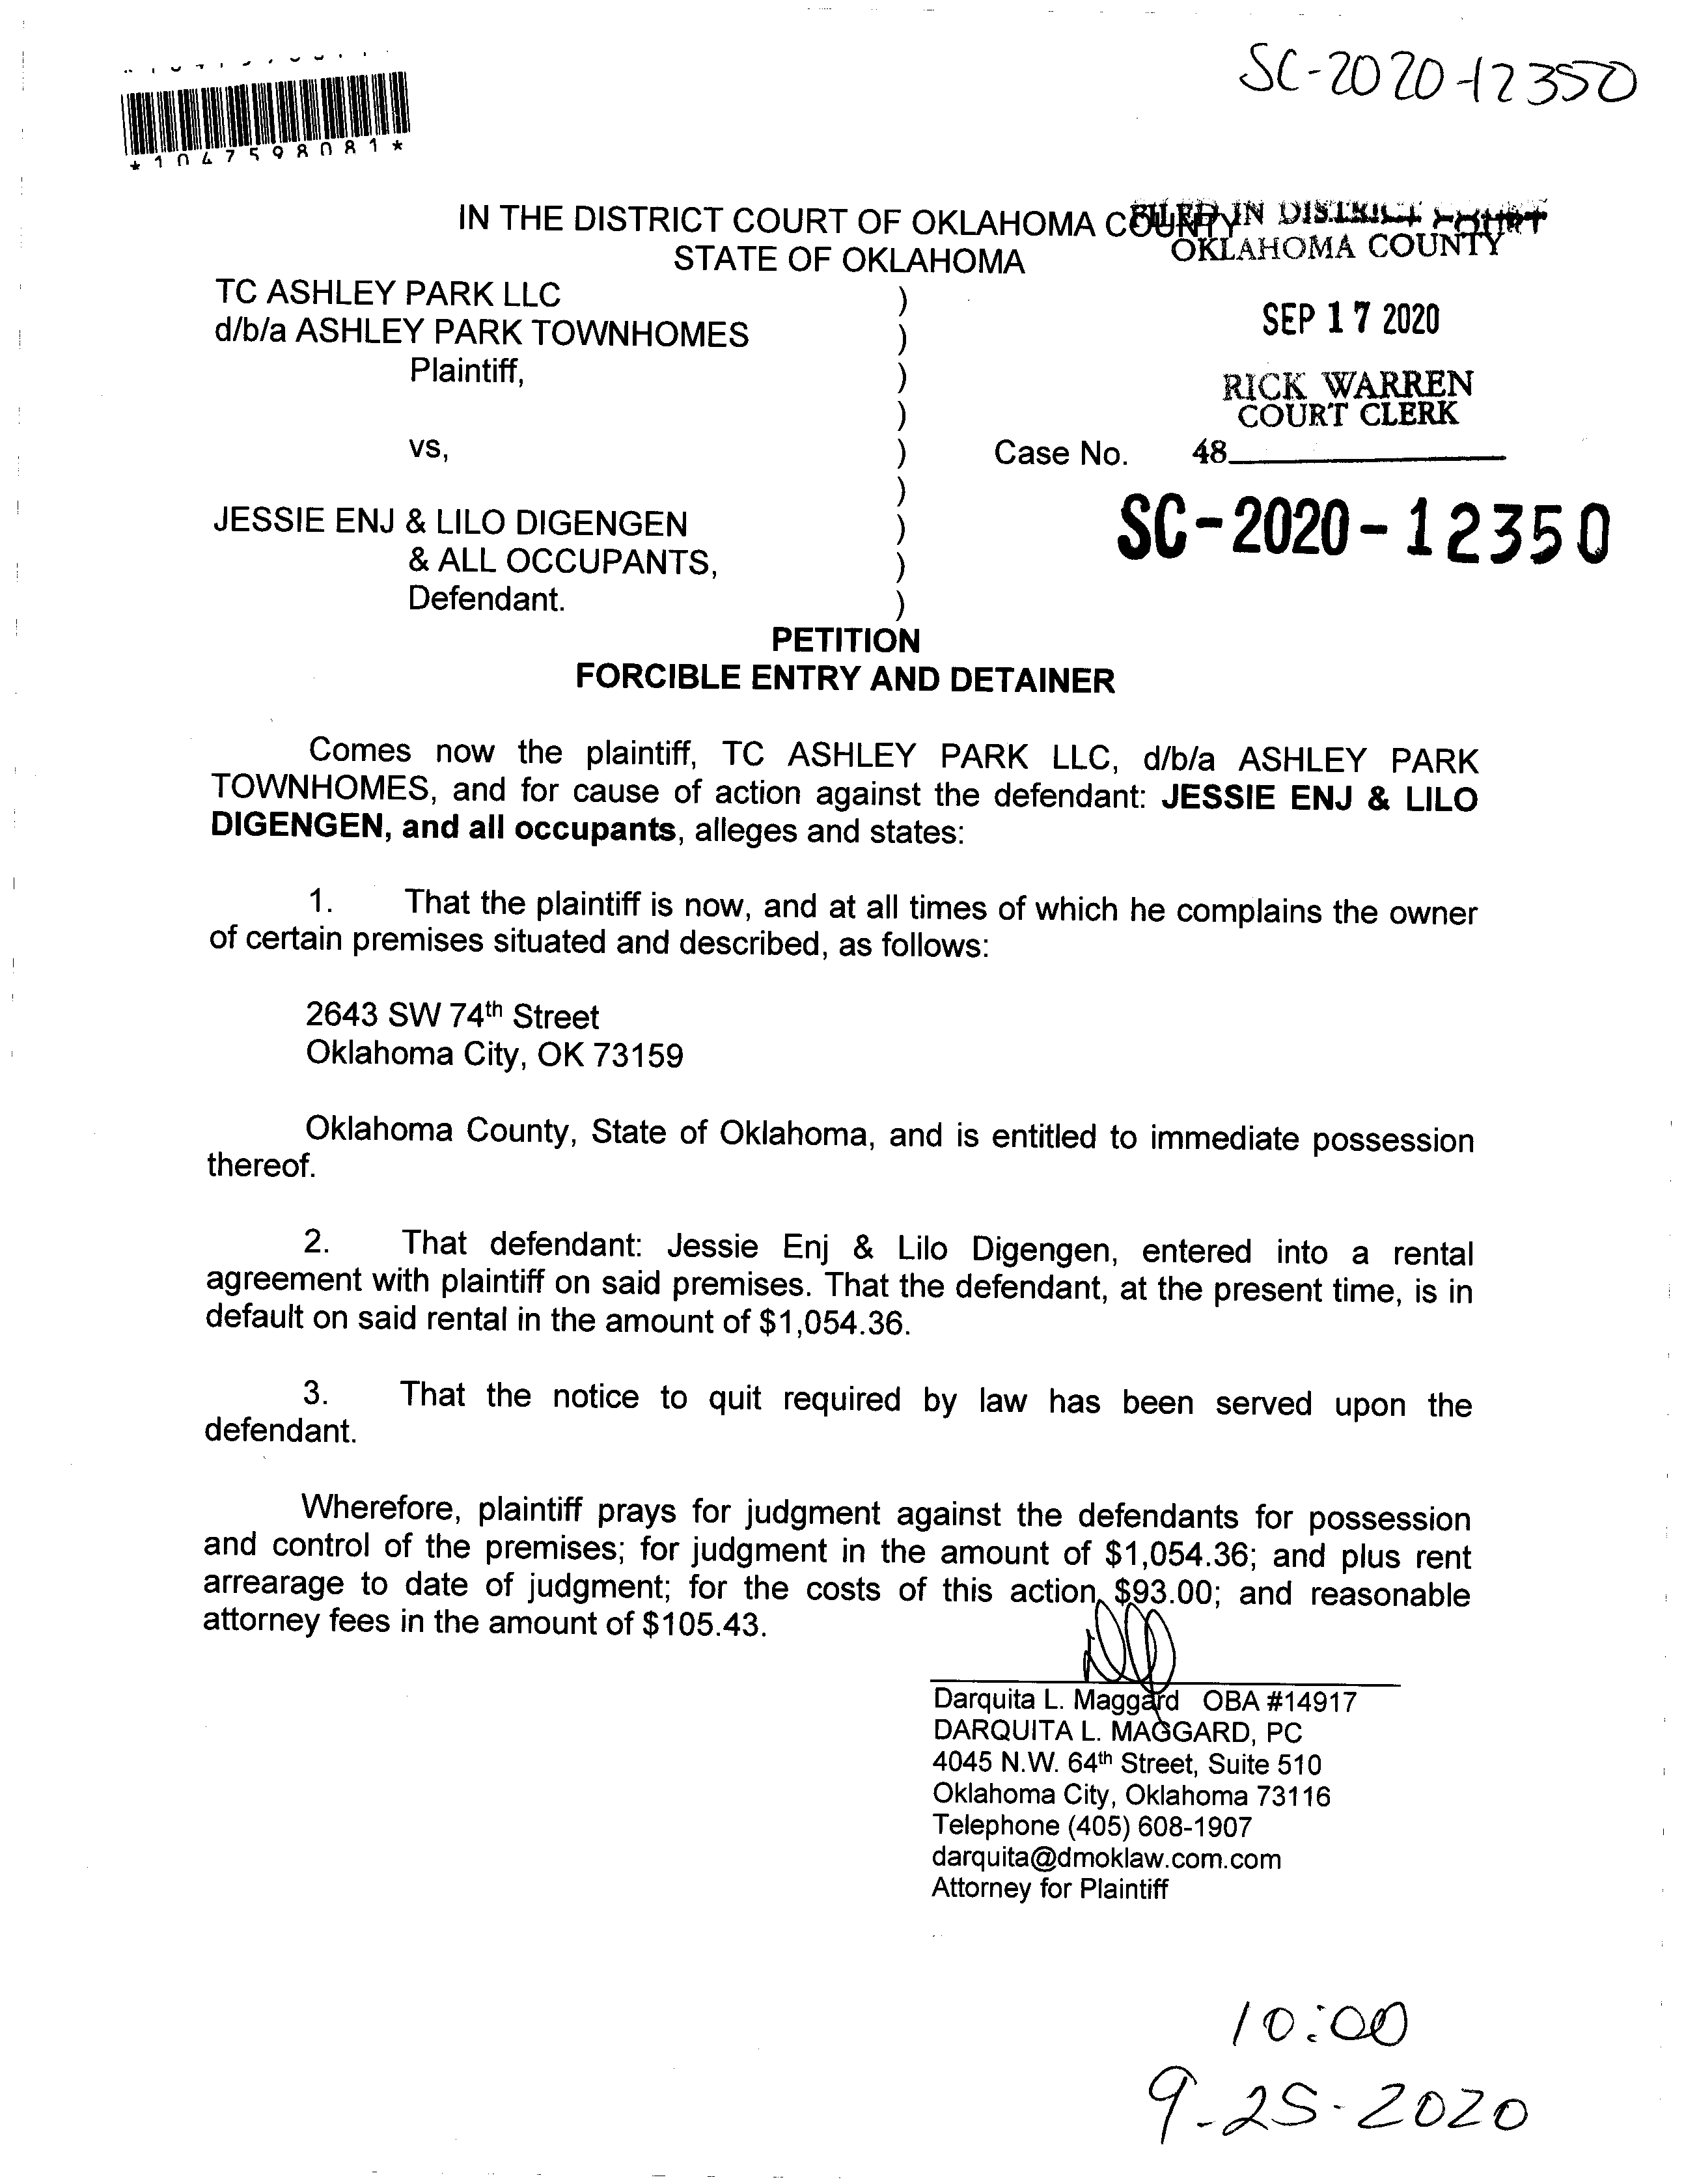 SC-2020-12350
*1047598081*
IN THE DISTRICT COURT OF OKLAHOMA COUNTY
STATE OF OKLAHOMA
FILED IN DISTRICT COURT
OKLAHOMA COUNTY
TC ASHLEY PARK LLC )
d/b/a ASHLEY PARK TOWNHOMES )
Plaintiff, )
)
vs, )
)
JESSIE ENJ & LILO DIGENGEN )
& ALL OCCUPANTS, )
Defendant. )
SEP 17 2020
RICK WARREN
COURT CLERK
Case No. 48
SC-2020-12350
PETITION
FORCIBLE ENTRY AND DETAINER
Comes now the plaintiff, TC ASHLEY PARK LLC, d/b/a ASHLEY PARK
TOWNHOMES, and for cause of action against the defendant: JESSIE ENJ & LILO
DIGENGEN, and all occupants, alleges and states:
1. That the plaintiff is now, and at all times of which he complains the owner
of certain premises situated and described, as follows:
2643 SW 74th Street
Oklahoma City, OK 73159
Oklahoma County, State of Oklahoma, and is entitled to immediate possession
thereof.
2. That defendant: Jessie Enj & Lilo Digengen, entered into a rental
agreement with plaintiff on said premises. That the defendant, at the present time, is in
default on said rental in the amount of $1,054.36.
3. That the notice to quit required by law has been served upon the
defendant.
Wherefore, plaintiff prays for judgment against the defendants for possession
and control of the premises; for judgment in the amount of $1,054.36; and plus rent
arrearage to date of judgment; for the costs of this action, $93.00; and reasonable
attorney fees in the amount of $105.43.
Darquita L. Maggard OBA #14917
DARQUITA L. MAGGARD, PC
4045 N.W. 64th Street, Suite 510
Oklahoma City, Oklahoma 73116
Telephone (405) 608-1907
darquita@dmoklaw.com.com
Attorney for Plaintiff
10:00
9-25-2020